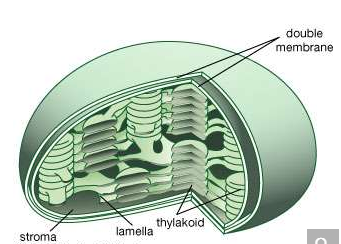 double
membrane
thylakoid
lamella
stroma